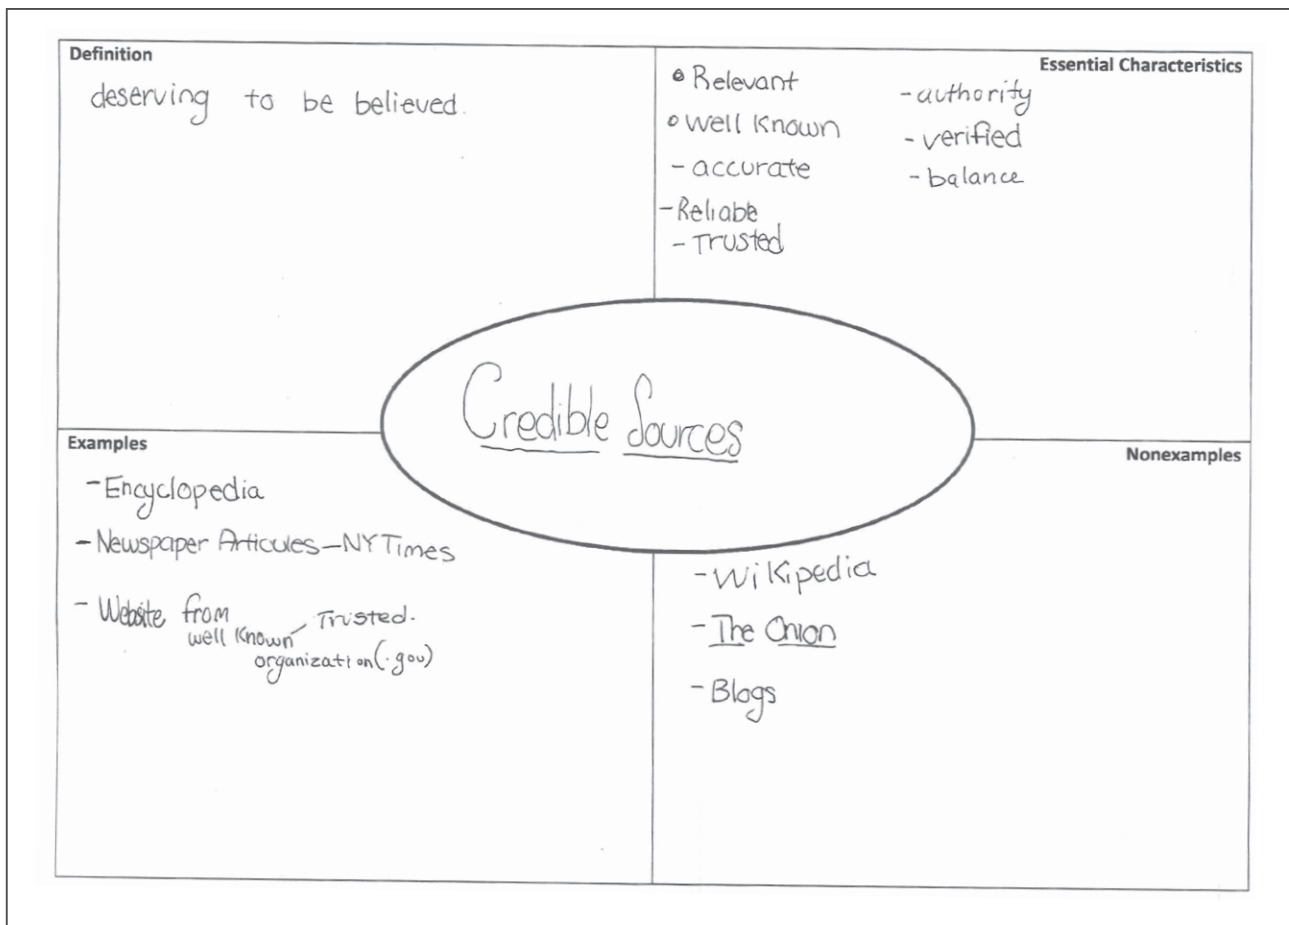 Definition
deserving to be believed.
Essential Characteristics
• Relevant
• Well Known
- accurate
- Reliable
- Trusted
- authority
- verified
- balance
Credible Sources
Examples
- Encyclopedia
- Newspaper Articules - NY Times
- Website from
well known
Trusted.
organization (.gov)
Nonexamples
- Wikipedia
- The Onion
- Blogs